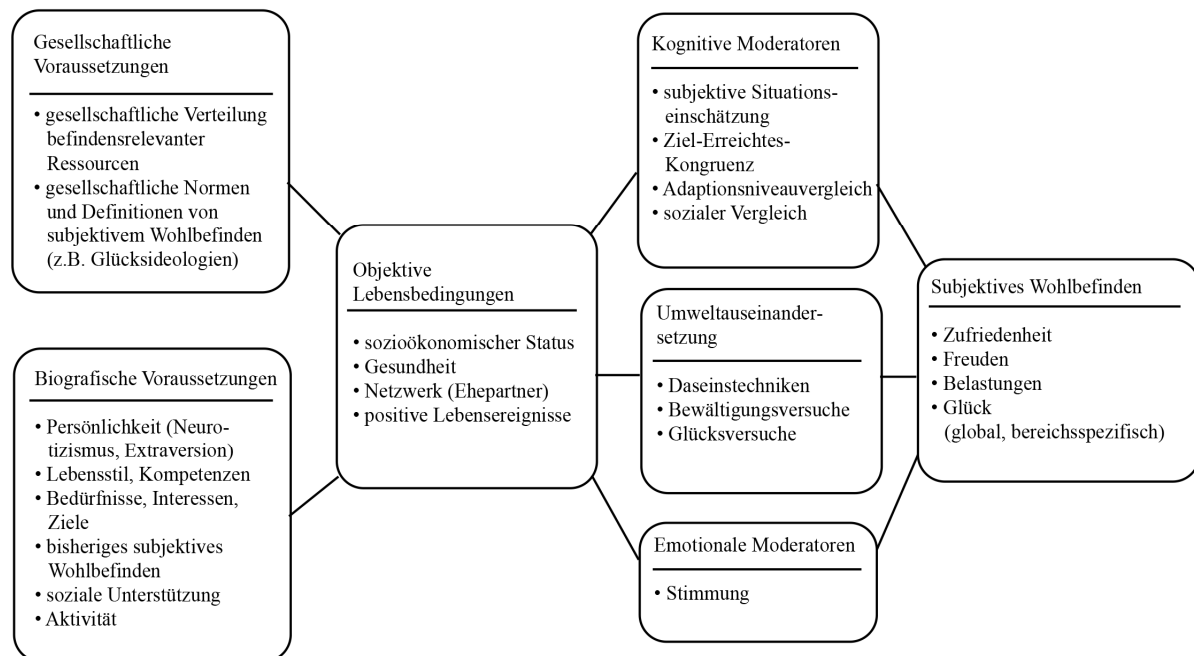 Gesellschaftliche
Voraussetzungen
• gesellschaftliche Verteilung
befindensrelevanter
Ressourcen
• gesellschaftliche Normen
und Definitionen von
subjektivem Wohlbefinden
(z.B. Glücksideologien)
Biografische Voraussetzungen
• Persönlichkeit (Neuro-
tizismus, Extraversion)
• Lebensstil, Kompetenzen
• Bedürfnisse, Interessen,
Ziele
• bisheriges subjektives
Wohlbefinden
• soziale Unterstützung
• Aktivität
Objektive
Lebensbedingungen
• sozioökonomischer Status
• Gesundheit
• Netzwerk (Ehepartner)
• positive Lebensereignisse
Kognitive Moderatoren
• subjektive Situations-
einschätzung
• Ziel-Erreichtes-
Kongruenz
• Adaptionsniveauvergleich
• sozialer Vergleich
Umweltauseinander-
setzung
• Daseinstechniken
• Bewältigungsversuche
• Glücksversuche
Emotionale Moderatoren
• Stimmung
Subjektives Wohlbefinden
• Zufriedenheit
• Freuden
• Belastungen
• Glück
(global, bereichsspezifisch)